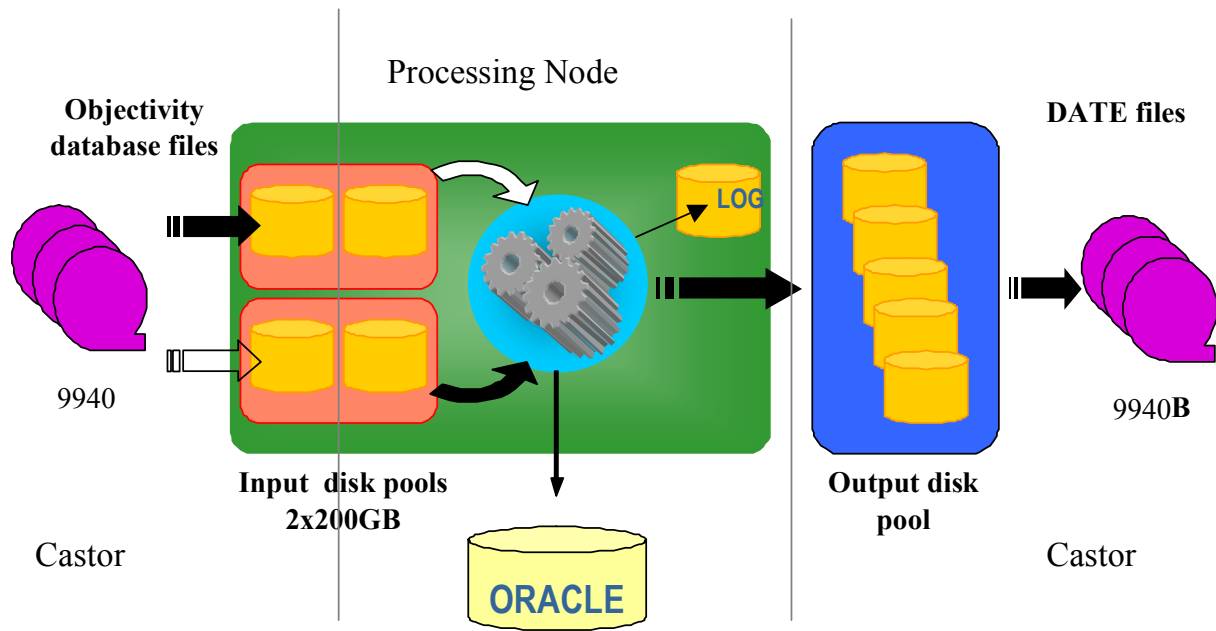 Processing Node
Objectivity
database files
DATE files
LOG
9940
9940B
Input disk pools
2x200GB
Output disk
pool
Castor
Castor
ORACLE